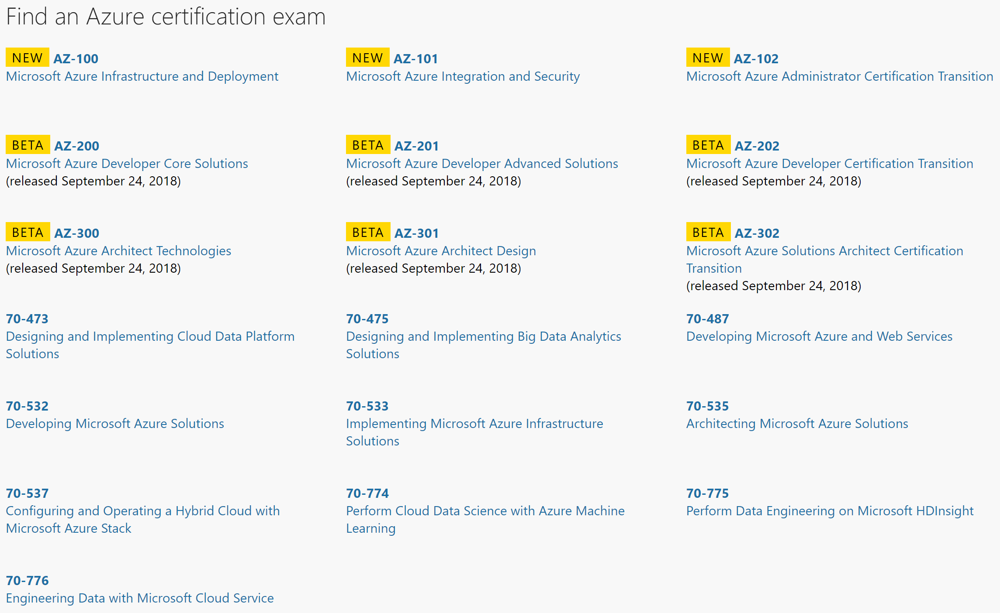 Find an Azure certification exam
NEW AZ-100
Microsoft Azure Infrastructure and Deployment
NEW AZ-101
Microsoft Azure Integration and Security
NEW AZ-102
Microsoft Azure Administrator Certification Transition
BETA AZ-200
Microsoft Azure Developer Core Solutions
(released September 24, 2018)
BETA AZ-201
Microsoft Azure Developer Advanced Solutions
(released September 24, 2018)
BETA AZ-202
Microsoft Azure Developer Certification Transition
(released September 24, 2018)
BETA AZ-300
Microsoft Azure Architect Technologies
(released September 24, 2018)
BETA AZ-301
Microsoft Azure Architect Design
(released September 24, 2018)
BETA AZ-302
Microsoft Azure Solutions Architect Certification
Transition
(released September 24, 2018)
70-473
Designing and Implementing Cloud Data Platform
Solutions
70-475
Designing and Implementing Big Data Analytics
Solutions
70-487
Developing Microsoft Azure and Web Services
70-532
Developing Microsoft Azure Solutions
70-533
Implementing Microsoft Azure Infrastructure
Solutions
70-535
Architecting Microsoft Azure Solutions
70-537
Configuring and Operating a Hybrid Cloud with
Microsoft Azure Stack
70-774
Perform Cloud Data Science with Azure Machine
Learning
70-775
Perform Data Engineering on Microsoft HDInsight
70-776
Engineering Data with Microsoft Cloud Service